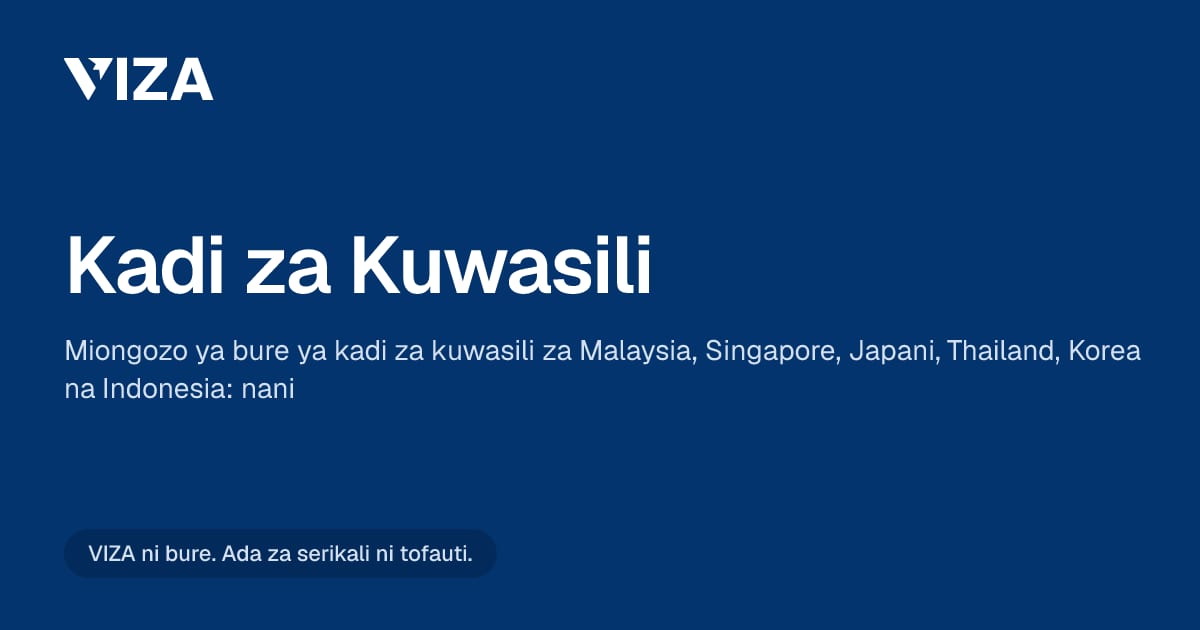 VIZA
Kadi za Kuwasili
Miongozo ya bure ya kadi za kuwasili za Malaysia, Singapore, Japani, Thailand, Korea
na Indonesia: nani
VIZA ni bure. Ada za serikali ni tofauti.